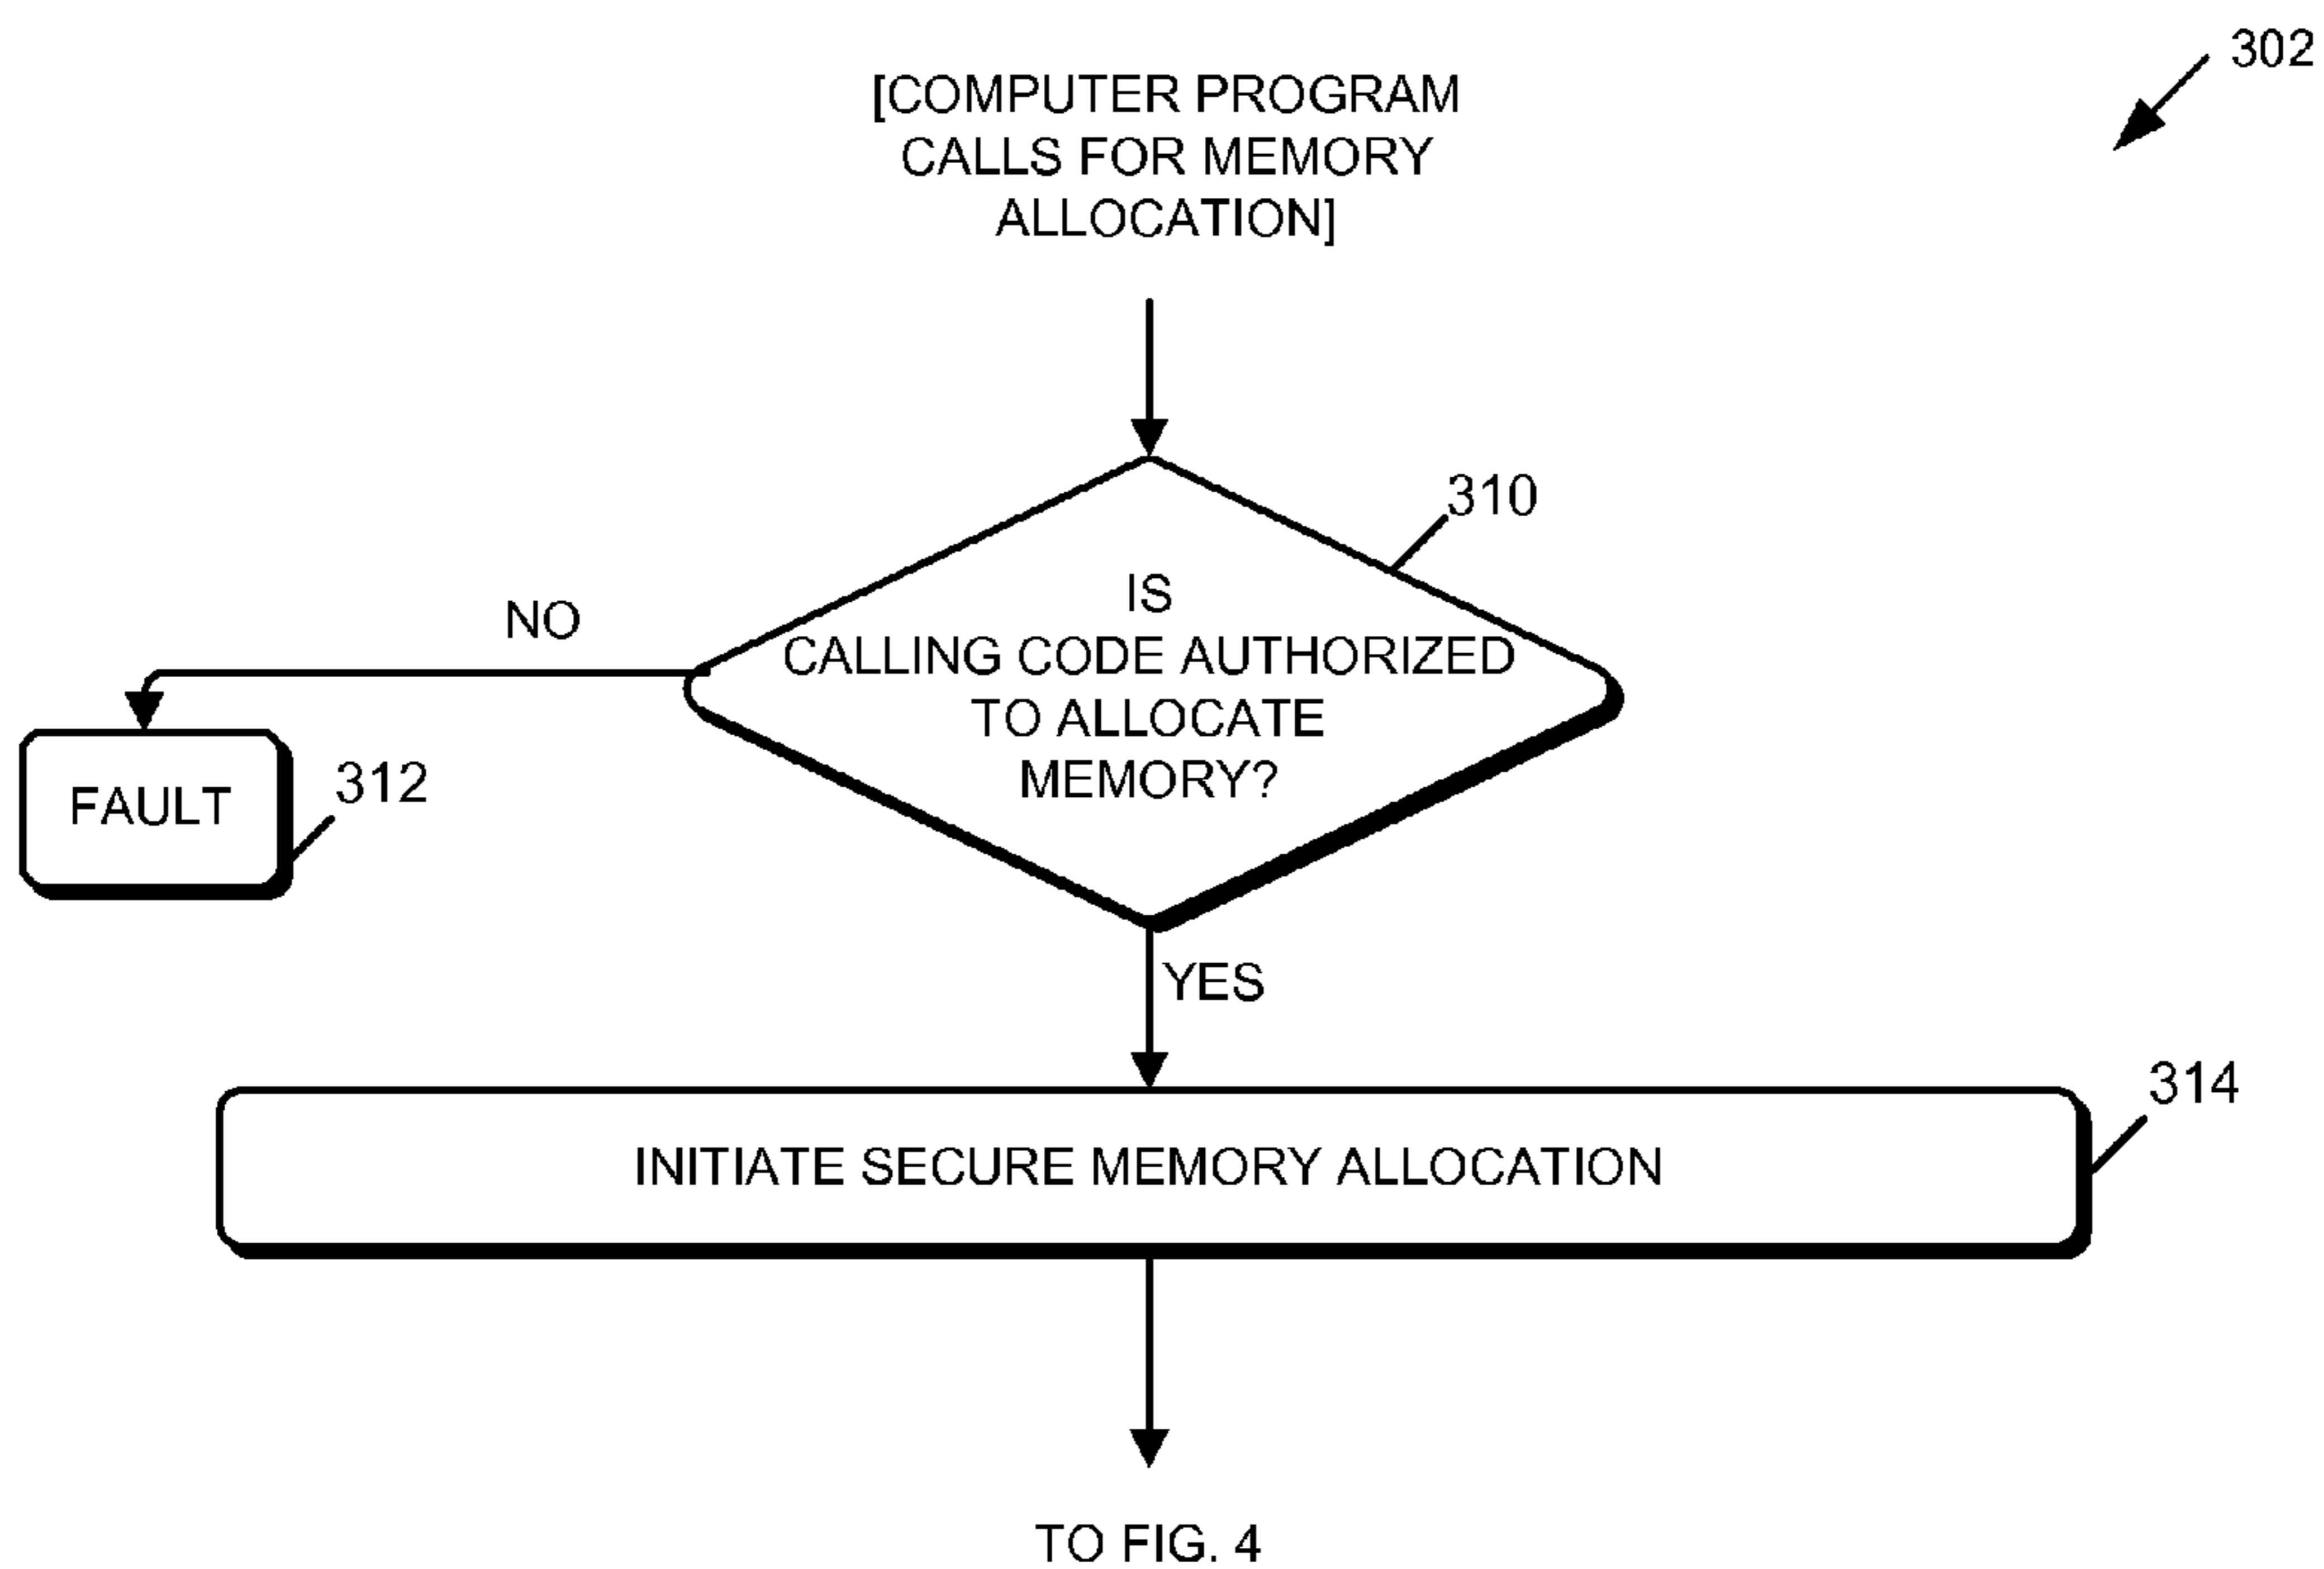 302
[COMPUTER PROGRAM
CALLS FOR MEMORY
ALLOCATION]
310
IS
CALLING CODE AUTHORIZED
TO ALLOCATE
MEMORY?
NO
FAULT
312
YES
314
INITIATE SECURE MEMORY ALLOCATION
TO FIG. 4